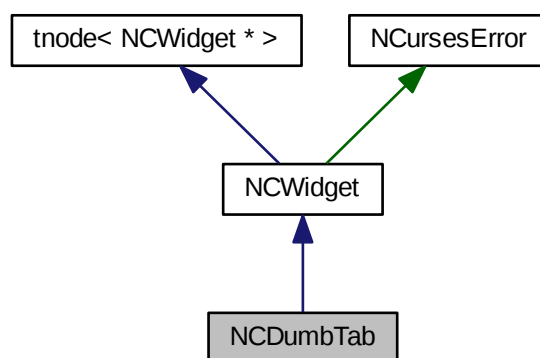 tnode< NCWidget * >
NCursesError
NCWidget
NCDumbTab